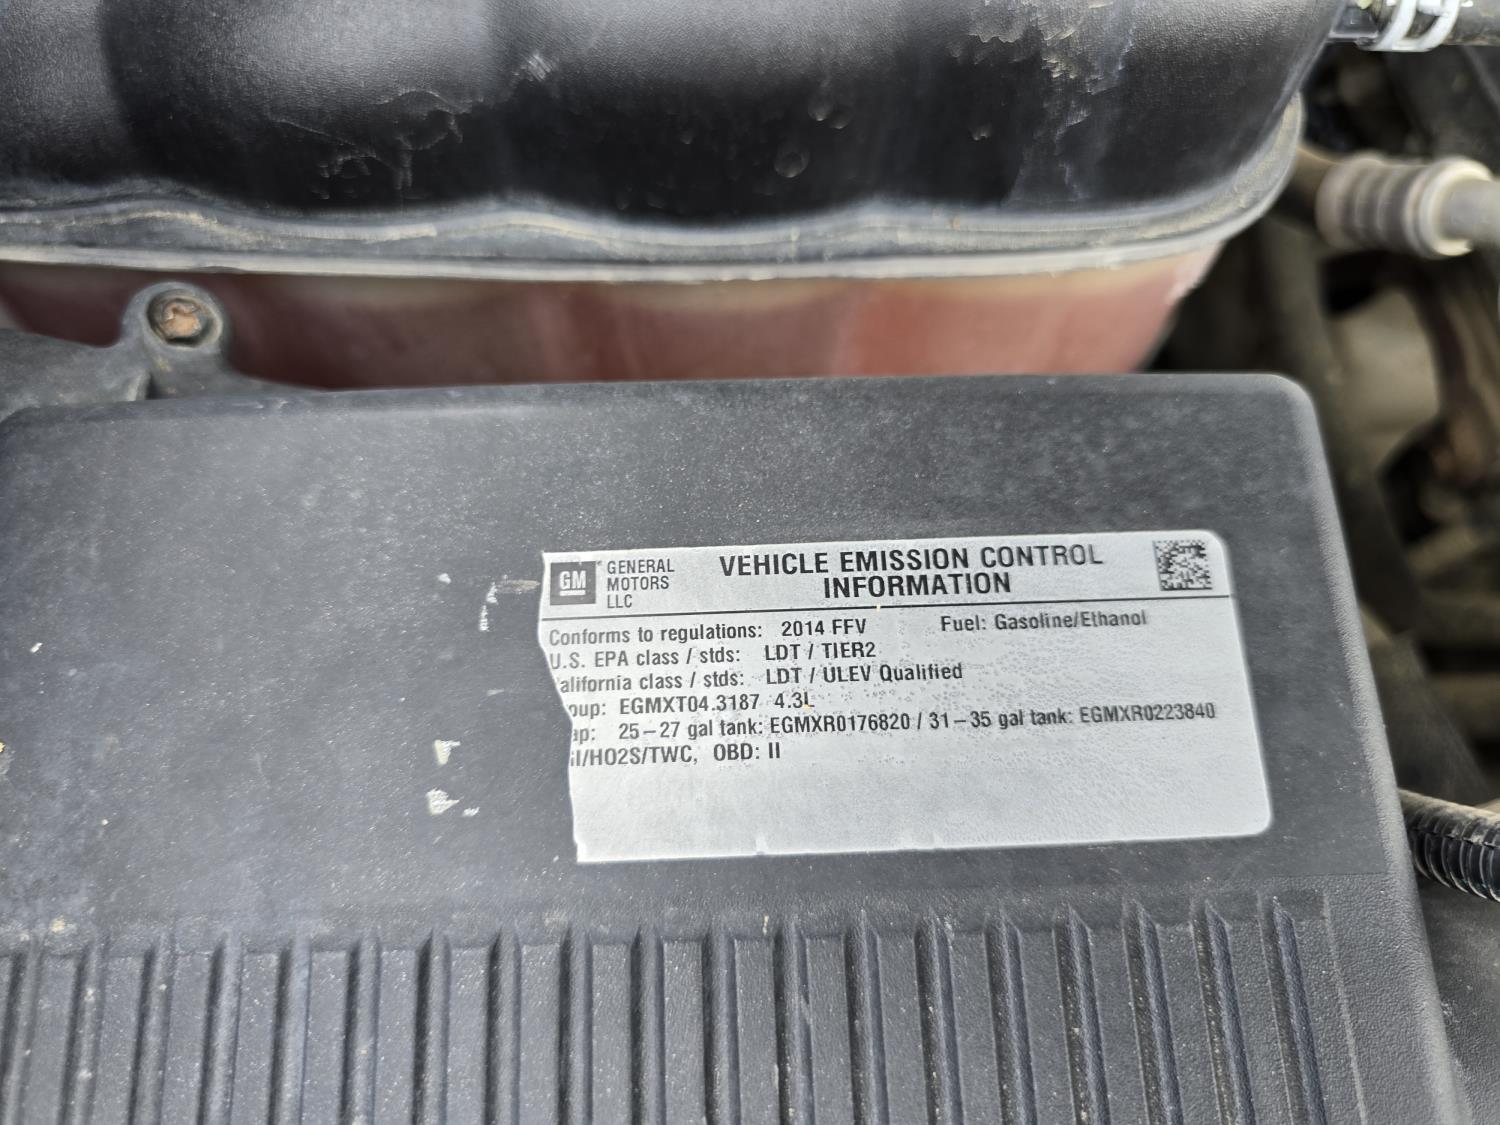 GM GENERAL MOTORS LLC
VEHICLE EMISSION CONTROL
INFORMATION
Conforms to regulations: 2014 FFV Fuel: Gasoline/Ethanol
U.S. EPA class / stds: LDT / TIER2
alifornia class / stds: LDT / ULEV Qualified
oup: EGMXT04.3187 4.3L
ap: 25–27 gal tank: EGMXR0176820 / 31–35 gal tank: EGMXR0223840
/HO2S/TWC, OBD: II